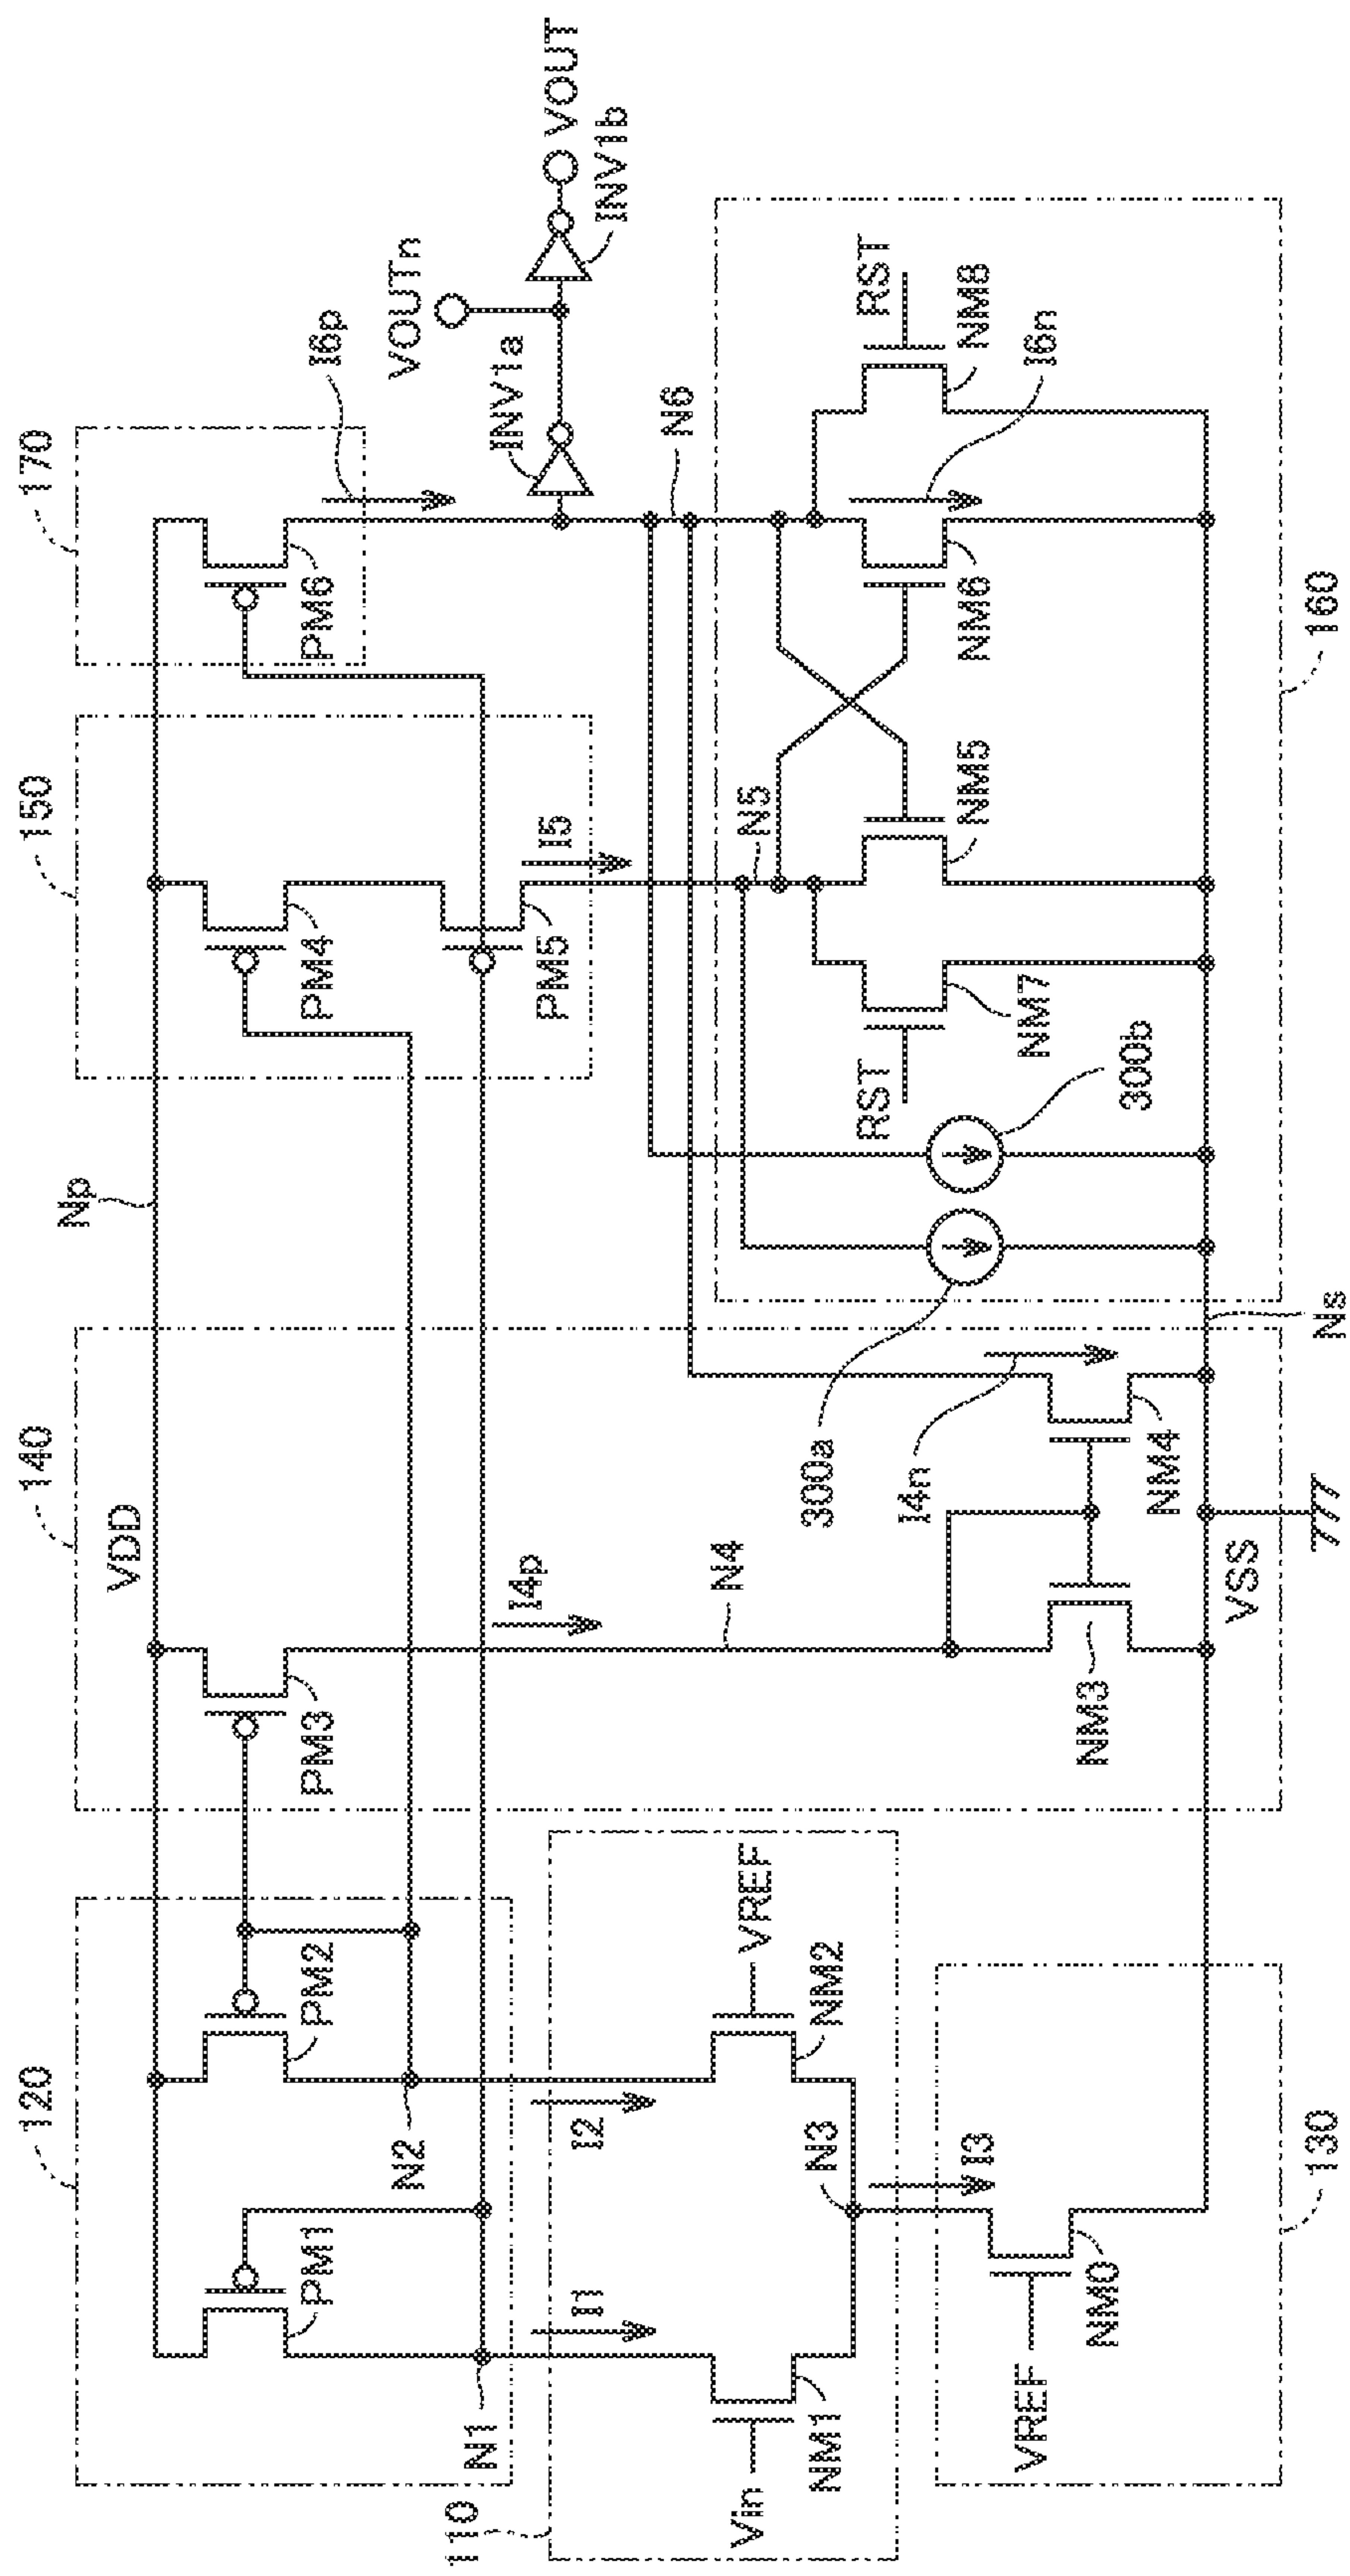 120
140
150
170
Np
VDD
I6p
PM1
PM2
PM3
PM4
PM6
VOUTn
VOUT
N1
N2
I4p
PM5
I5
INV1a
INV1b
110
I1
I2
N4
N6
Vin
VREF
N5
NM1
NM2
N3
300a
RST
RST
I4n
I3
NM7
NM5
NM6
NM8
VREF
NM0
NM3
NM4
300b
I6n
VSS
130
Ns
160